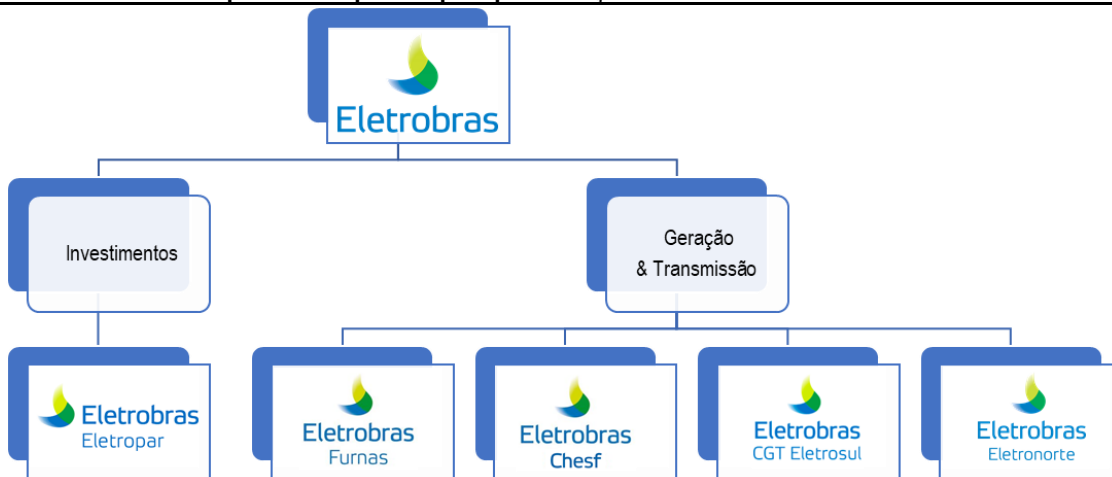 Eletrobras
Investimentos
Geração
& Transmissão
Eletrobras
Eletropar
Eletrobras
Furnas
Eletrobras
Chesf
Eletrobras
CGT Eletrosul
Eletrobras
Eletronorte